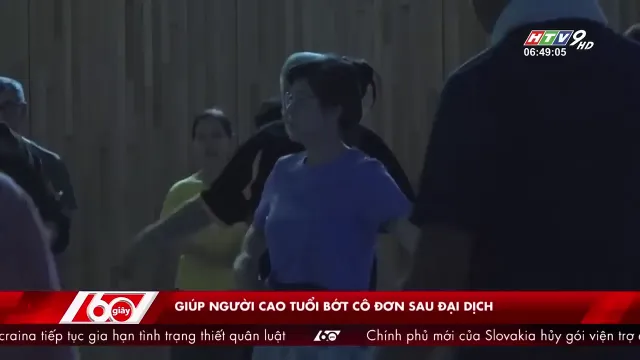 HTV9 HD
06:49:05
60 giây
GIÚP NGƯỜI CAO TUỔI BỚT CÔ ĐƠN SAU ĐẠI DỊCH
craina tiếp tục gia hạn tình trạng thiết quân luật 60 Chính phủ mới của Slovakia hủy gói viện trợ